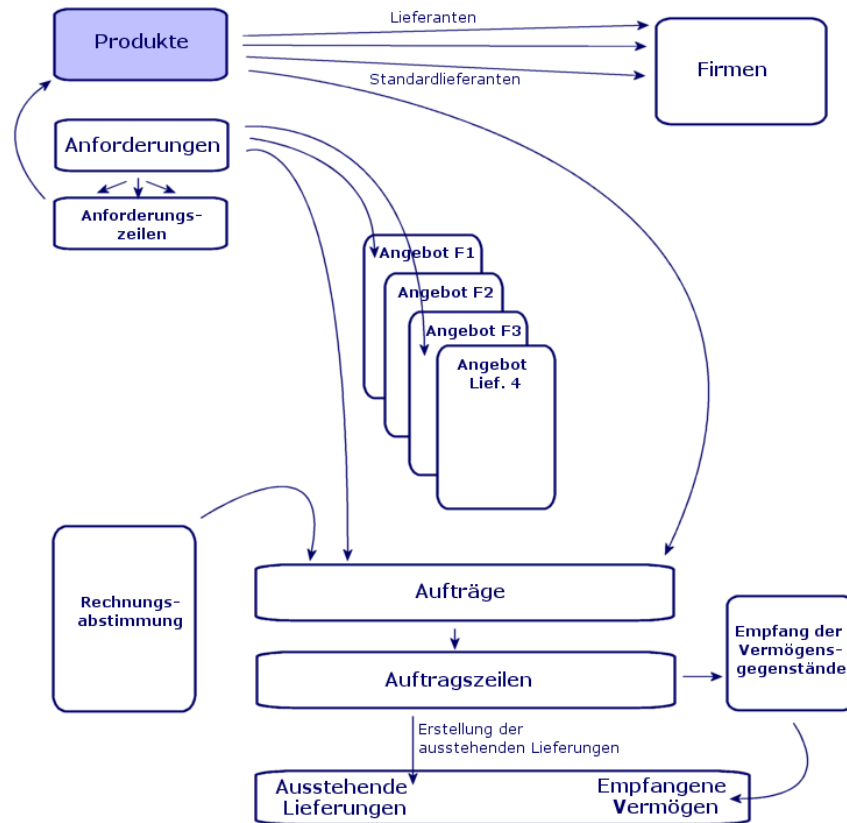 Lieferanten
Produkte
Firmen
Standardlieferanten
Anforderungen
Anforderungs-
zeilen
Angebot F1
Angebot F2
Angebot F3
Angebot
Lief. 4
Rechnungs-
abstimmung
Aufträge
Empfang der
Vermögens-
gegenstände
Auftragszeilen
Erstellung der
ausstehenden Lieferungen
Ausstehende
Lieferungen
Empfangene
Vermögen